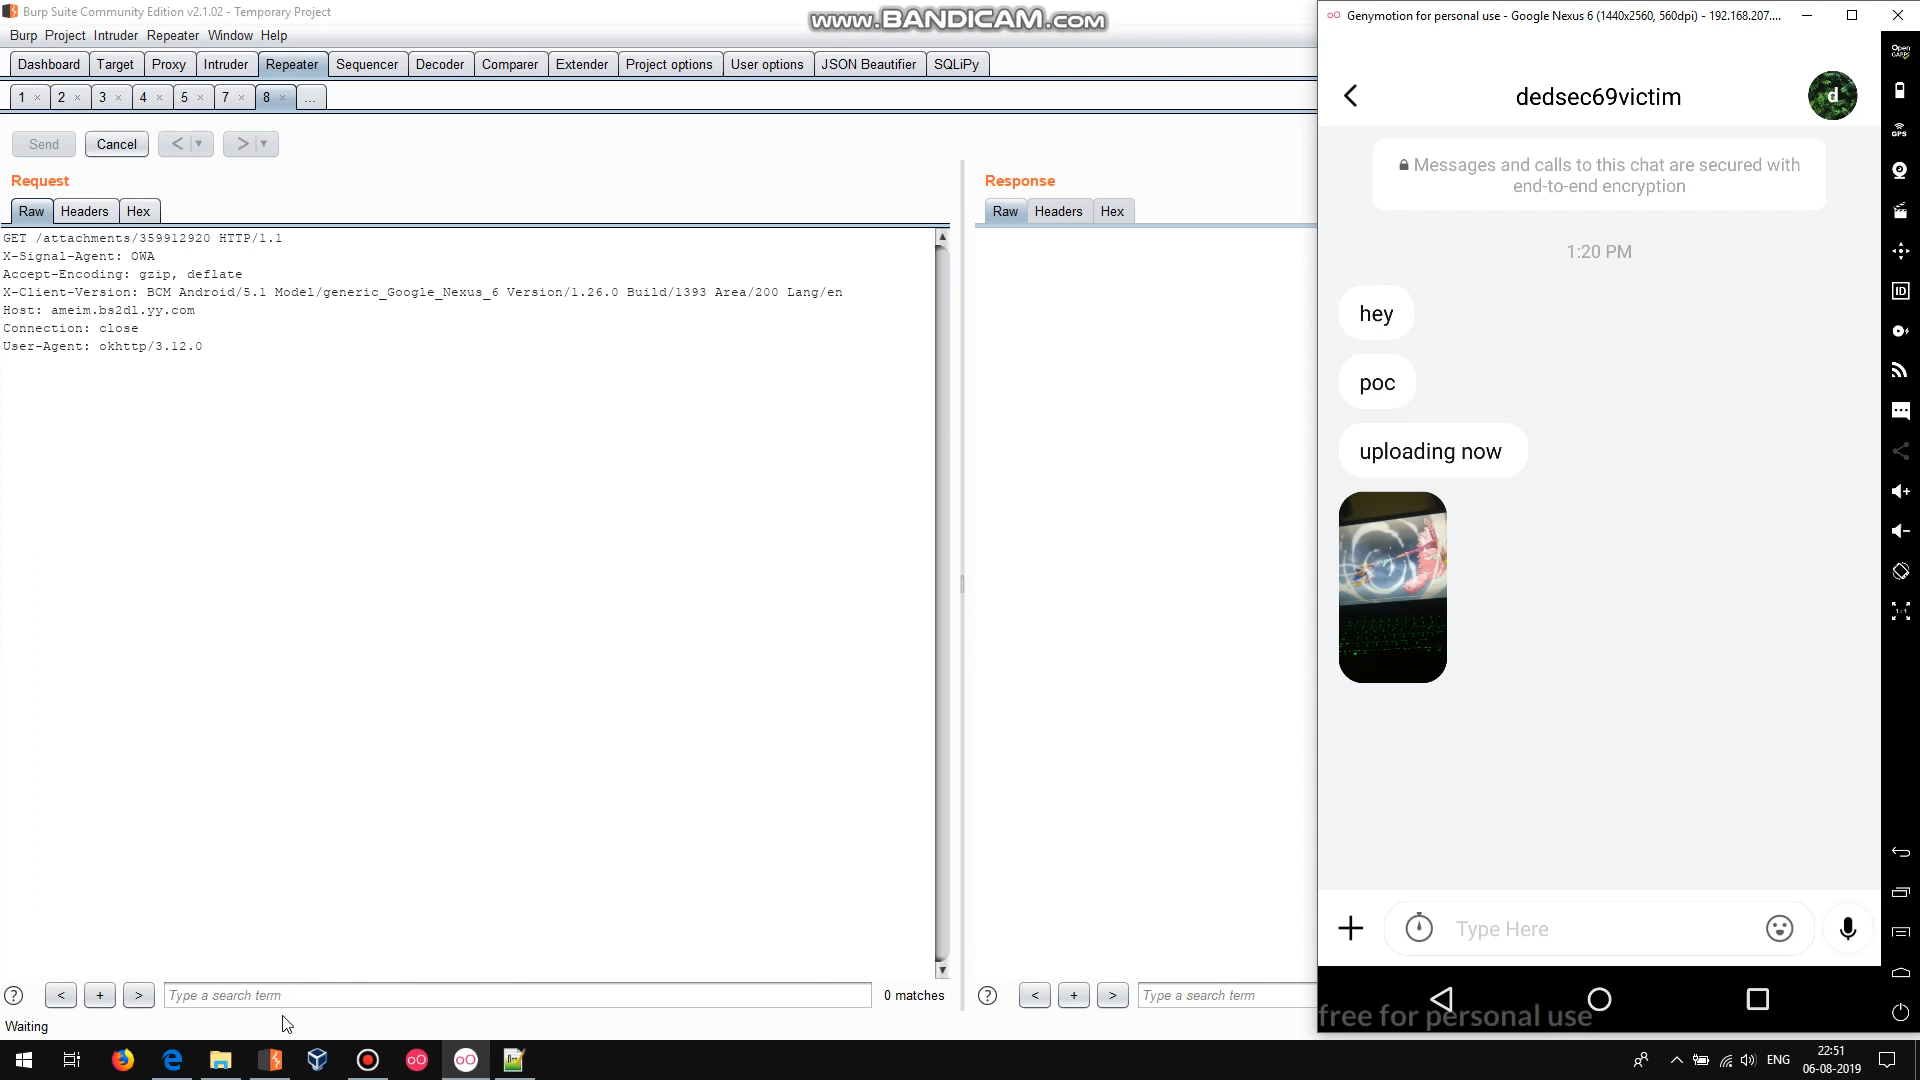 Burp Suite Community Edition v2.1.02 - Temporary Project
www.BANDICAM.com
Burp Project Intruder Repeater Window Help
Dashboard Target Proxy Intruder Repeater Sequencer Decoder Comparer Extender Project options User options JSON Beautifier SQLiPy
1 × 2 × 3 × 4 × 5 × 7 × 8 × ...
Send Cancel < ▼ > ▼
Request
Raw Headers Hex
GET /attachments/359912920 HTTP/1.1
X-Signal-Agent: OWA
Accept-Encoding: gzip, deflate
X-Client-Version: BCM Android/5.1 Model/generic_Google_Nexus_6 Version/1.26.0 Build/1393 Area/200 Lang/en
Host: ameim.bs2dl.yy.com
Connection: close
User-Agent: okhttp/3.12.0
? < + > Type a search term 0 matches
Waiting
Response
Raw Headers Hex
? < + > Type a search term
Genymotion for personal use - Google Nexus 6 (1440x2560, 560dpi) - 192.168.207....
dedsec69victim
d
Messages and calls to this chat are secured with
end-to-end encryption
1:20 PM
hey
poc
uploading now
Type Here
free for personal use
Open
GAPPS
GPS
ID
1:1
ENG
22:51
06-08-2019